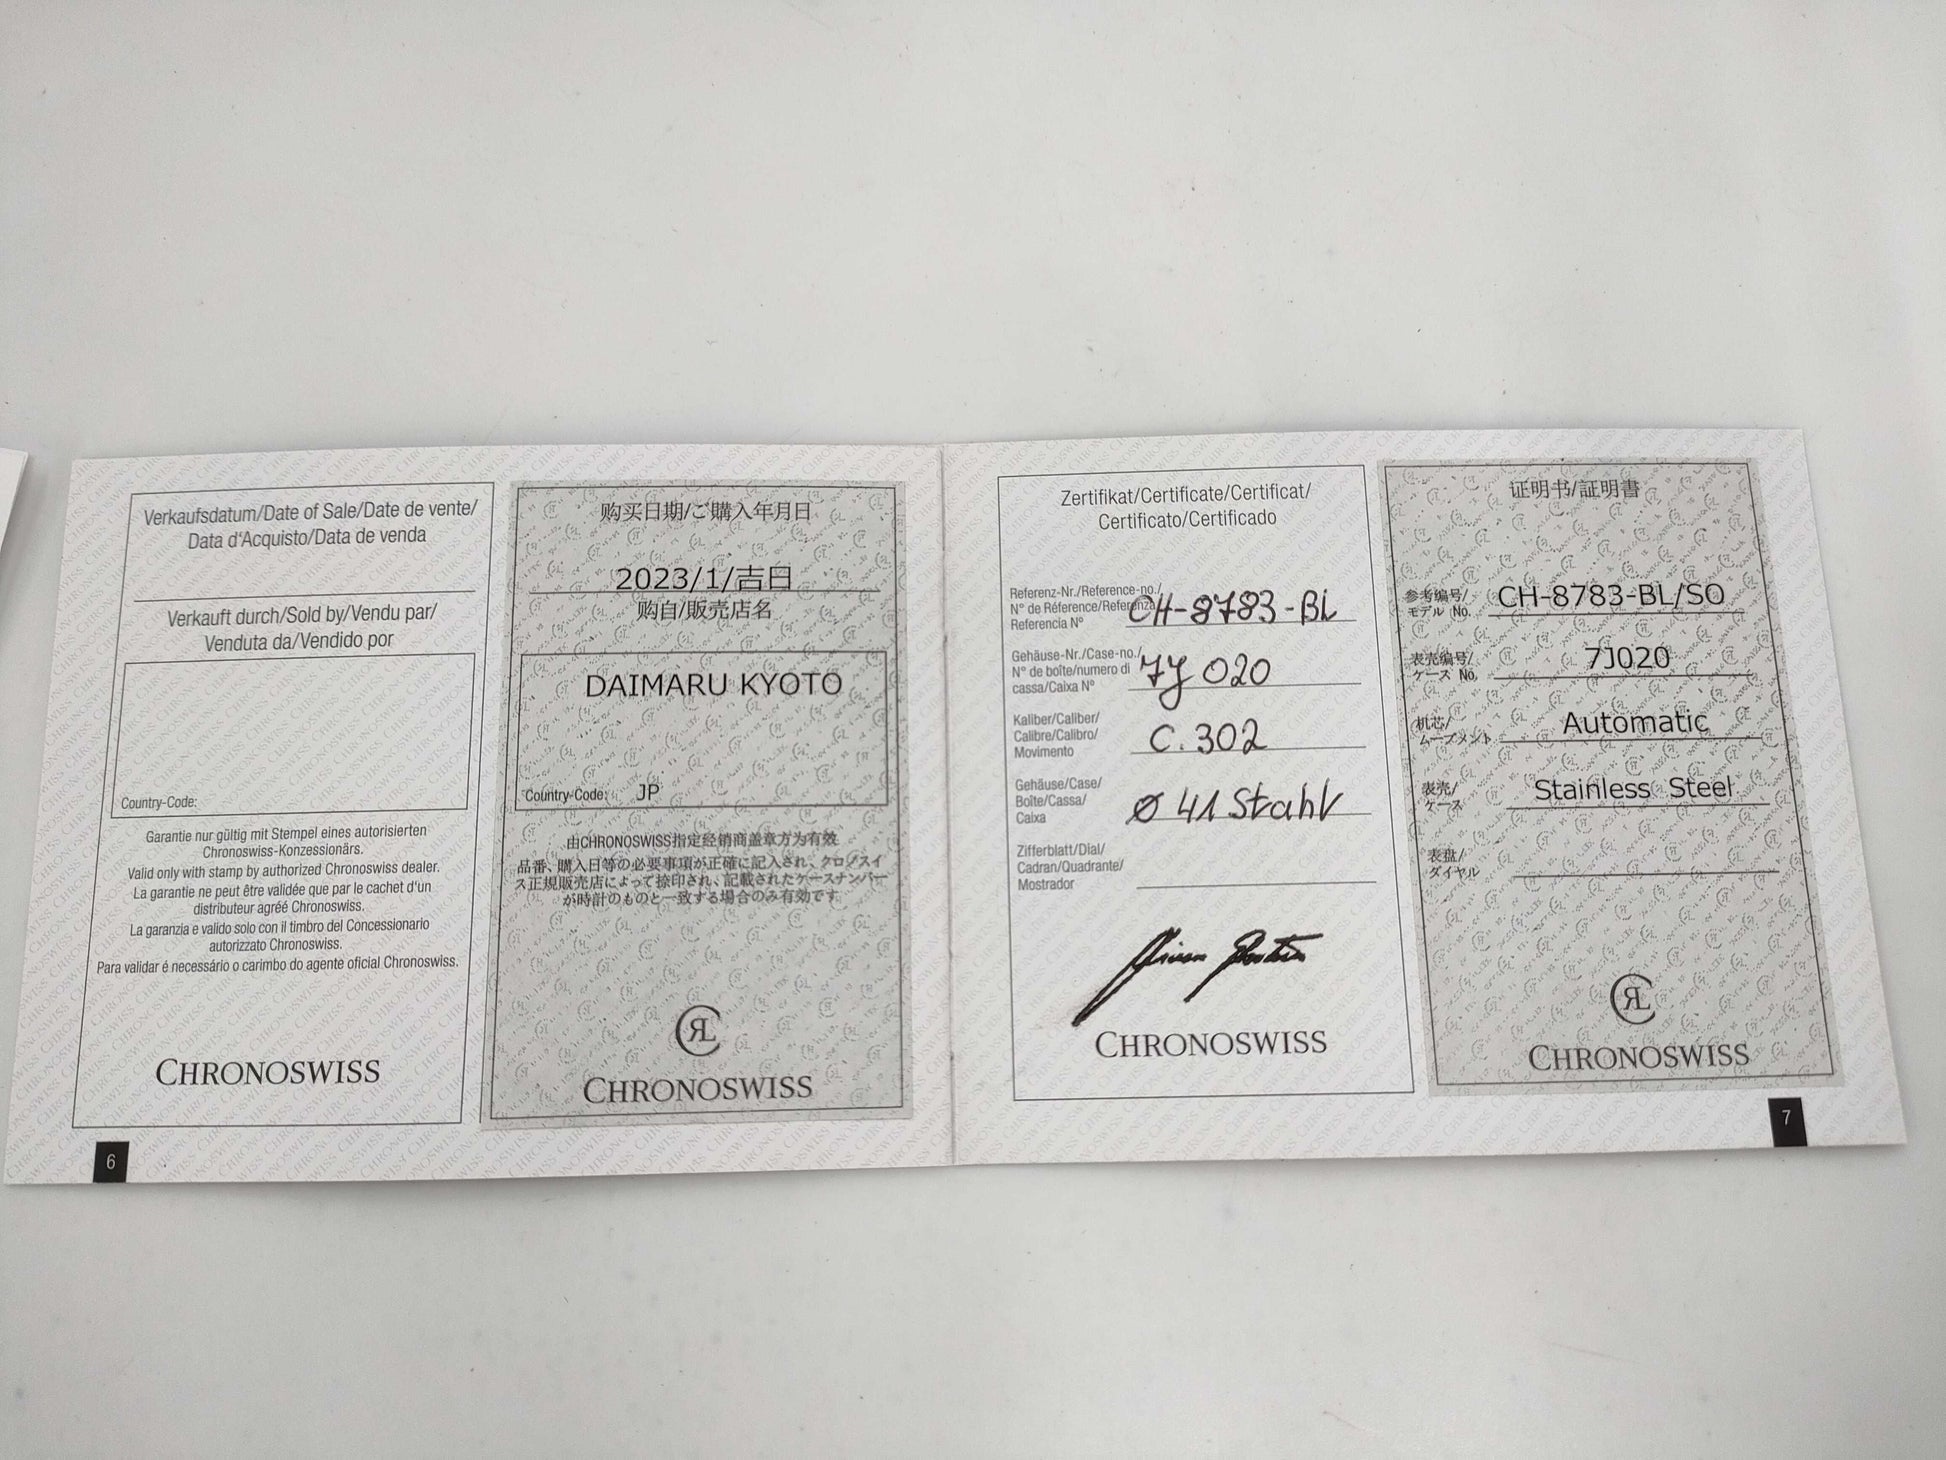 Verkaufsdatum/Date of Sale/Date de vente/
Data d'Acquisto/Data de venda
Verkauft durch/Sold by/Vendu par/
Venduta da/Vendido por
Country-Code:
Garantie nur gültig mit Stempel eines autorisierten
Chronoswiss-Konzessionärs.
Valid only with stamp by authorized Chronoswiss dealer.
La garantie ne peut être validée que par le cachet d'un
distributeur agréé Chronoswiss.
La garanzia e valido solo con il timbro del Concessionario
autorizzato Chronoswiss.
Para validar é necessário o carimbo do agente oficial Chronoswiss.
CHRONOSWISS
6
购买日期/ご購入年月日
2023/1/吉日
购自/販売店名
DAIMARU KYOTO
Country-Code: JP
由CHRONOSWISS指定经销商盖章方为有效
品番、購入日等の必要事項が正確に記入され、クロノスイ
ス正規販売店によって捺印され、記載されたケースナンバー
が時計のものと一致する場合のみ有効です
CHRONOSWISS
Zertifikat/Certificate/Certificat/
Certificato/Certificado
Referenz-Nr./Reference-no./
N° de Réference/Referenza
Referencia N° CH-8783-BL
Gehäuse-Nr./Case-no./
N° de boîte/numero di
cassa/Caixa N° 7J 020
Kaliber/Caliber/
Calibre/Calibro/
Movimento C.302
Gehäuse/Case/
Boîte/Cassa/
Caixa ø 41 Strahl
Zifferblatt/Dial/
Cadran/Quadrante/
Mostrador
CHRONOSWISS
证明书/証明書
参考编号/
モデル No. CH-8783-BL/SO
表壳编号/
ケース No. 7J020
机芯/
ムーブメント Automatic
表壳/
ケース Stainless Steel
表盘/
ダイヤル
CHRONOSWISS
7